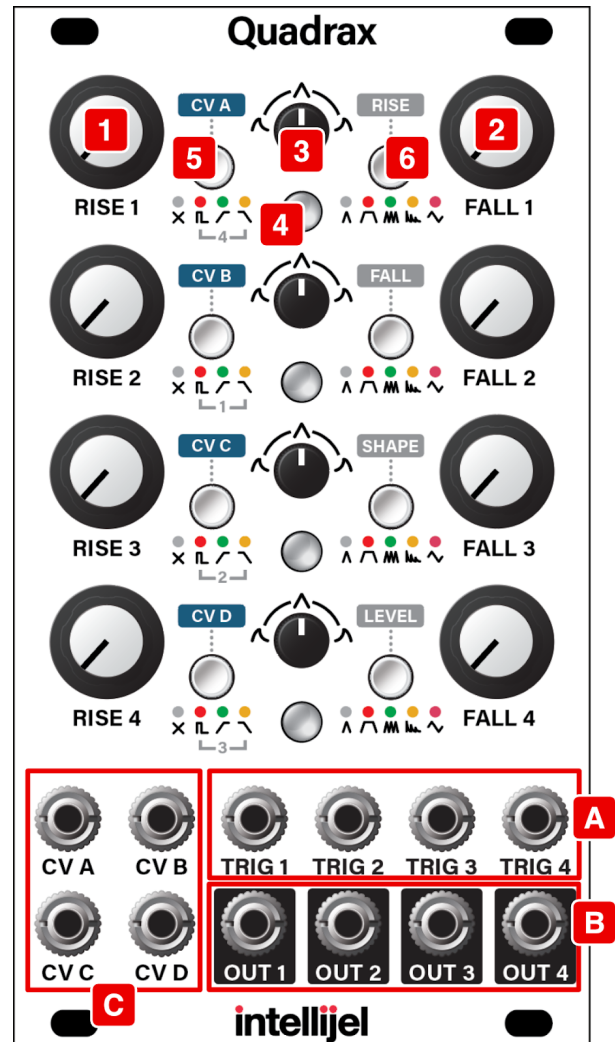 Quadrax
CV A RISE
1 5 3 6 2
RISE 1 4 4 FALL 1
CV B FALL
RISE 2 1 FALL 2
CV C SHAPE
RISE 3 2 FALL 3
CV D LEVEL
RISE 4 3 FALL 4
A
CV A CV B TRIG 1 TRIG 2 TRIG 3 TRIG 4
B
CV C CV D OUT 1 OUT 2 OUT 3 OUT 4
C
intellijel